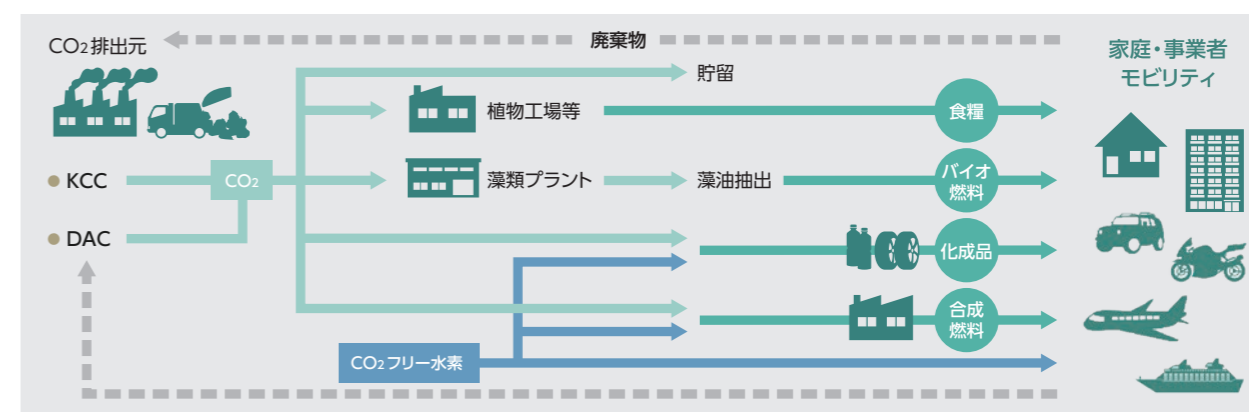 CO2排出元
廃棄物
家庭・事業者
モビリティ
貯留
植物工場等
食糧
KCC
CO2
藻類プラント
藻油抽出
バイオ
燃料
DAC
化成品
合成
燃料
CO2フリー水素